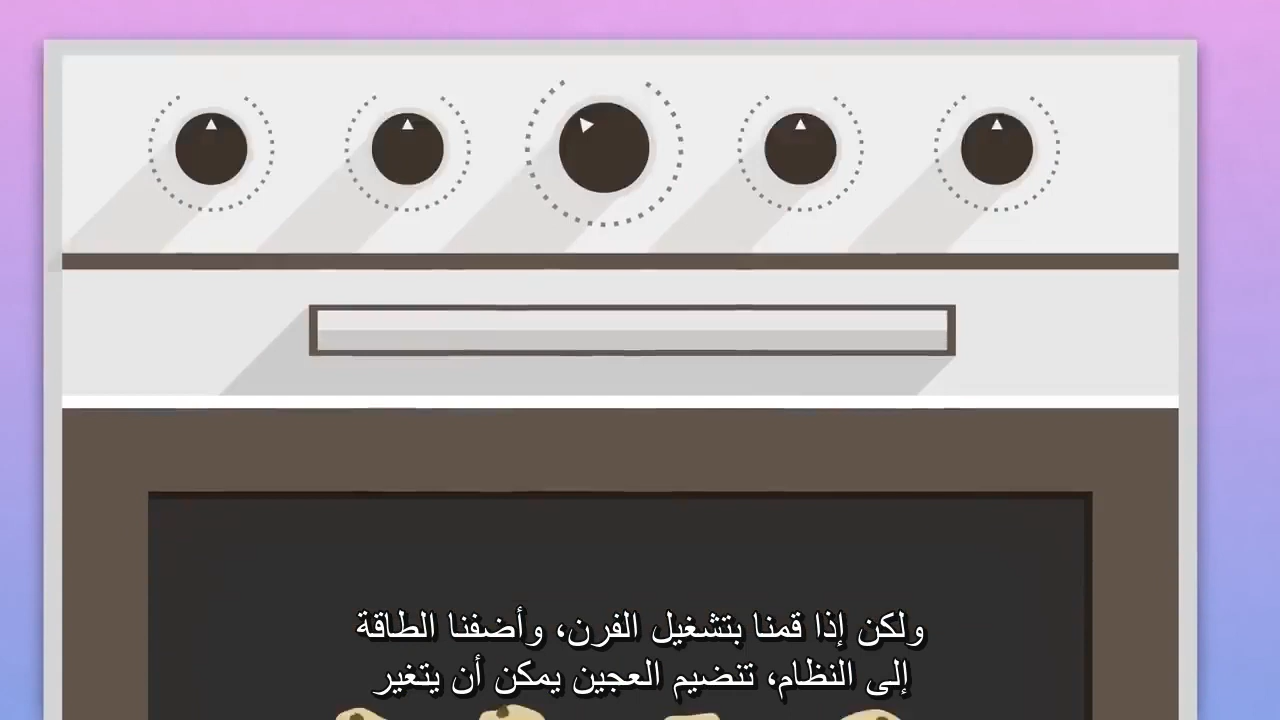 ولكن إذا قمنا بتشغيل الفرن، وأضفنا الطاقة
إلى النظام، تنضيم العجين يمكن أن يتغير